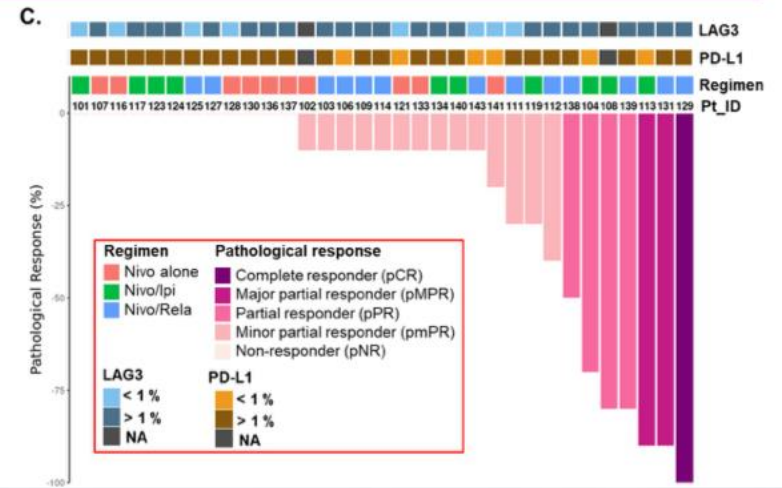 C.
LAG3
PD-L1
Regimen
101 107 116 117 123 124 125 127 128 130 136 137 102 103 106 109 114 121 133 134 140 143 141 111 119 112 138 104 108 139 113 131 129 Pt_ID
0
-25
-50
-75
-100
Pathological Response (%)
Regimen
Nivo alone
Nivo/Ipi
Nivo/Rela
Pathological response
Complete responder (pCR)
Major partial responder (pMPR)
Partial responder (pPR)
Minor partial responder (pmPR)
Non-responder (pNR)
LAG3
< 1 %
> 1 %
NA
PD-L1
< 1 %
> 1 %
NA